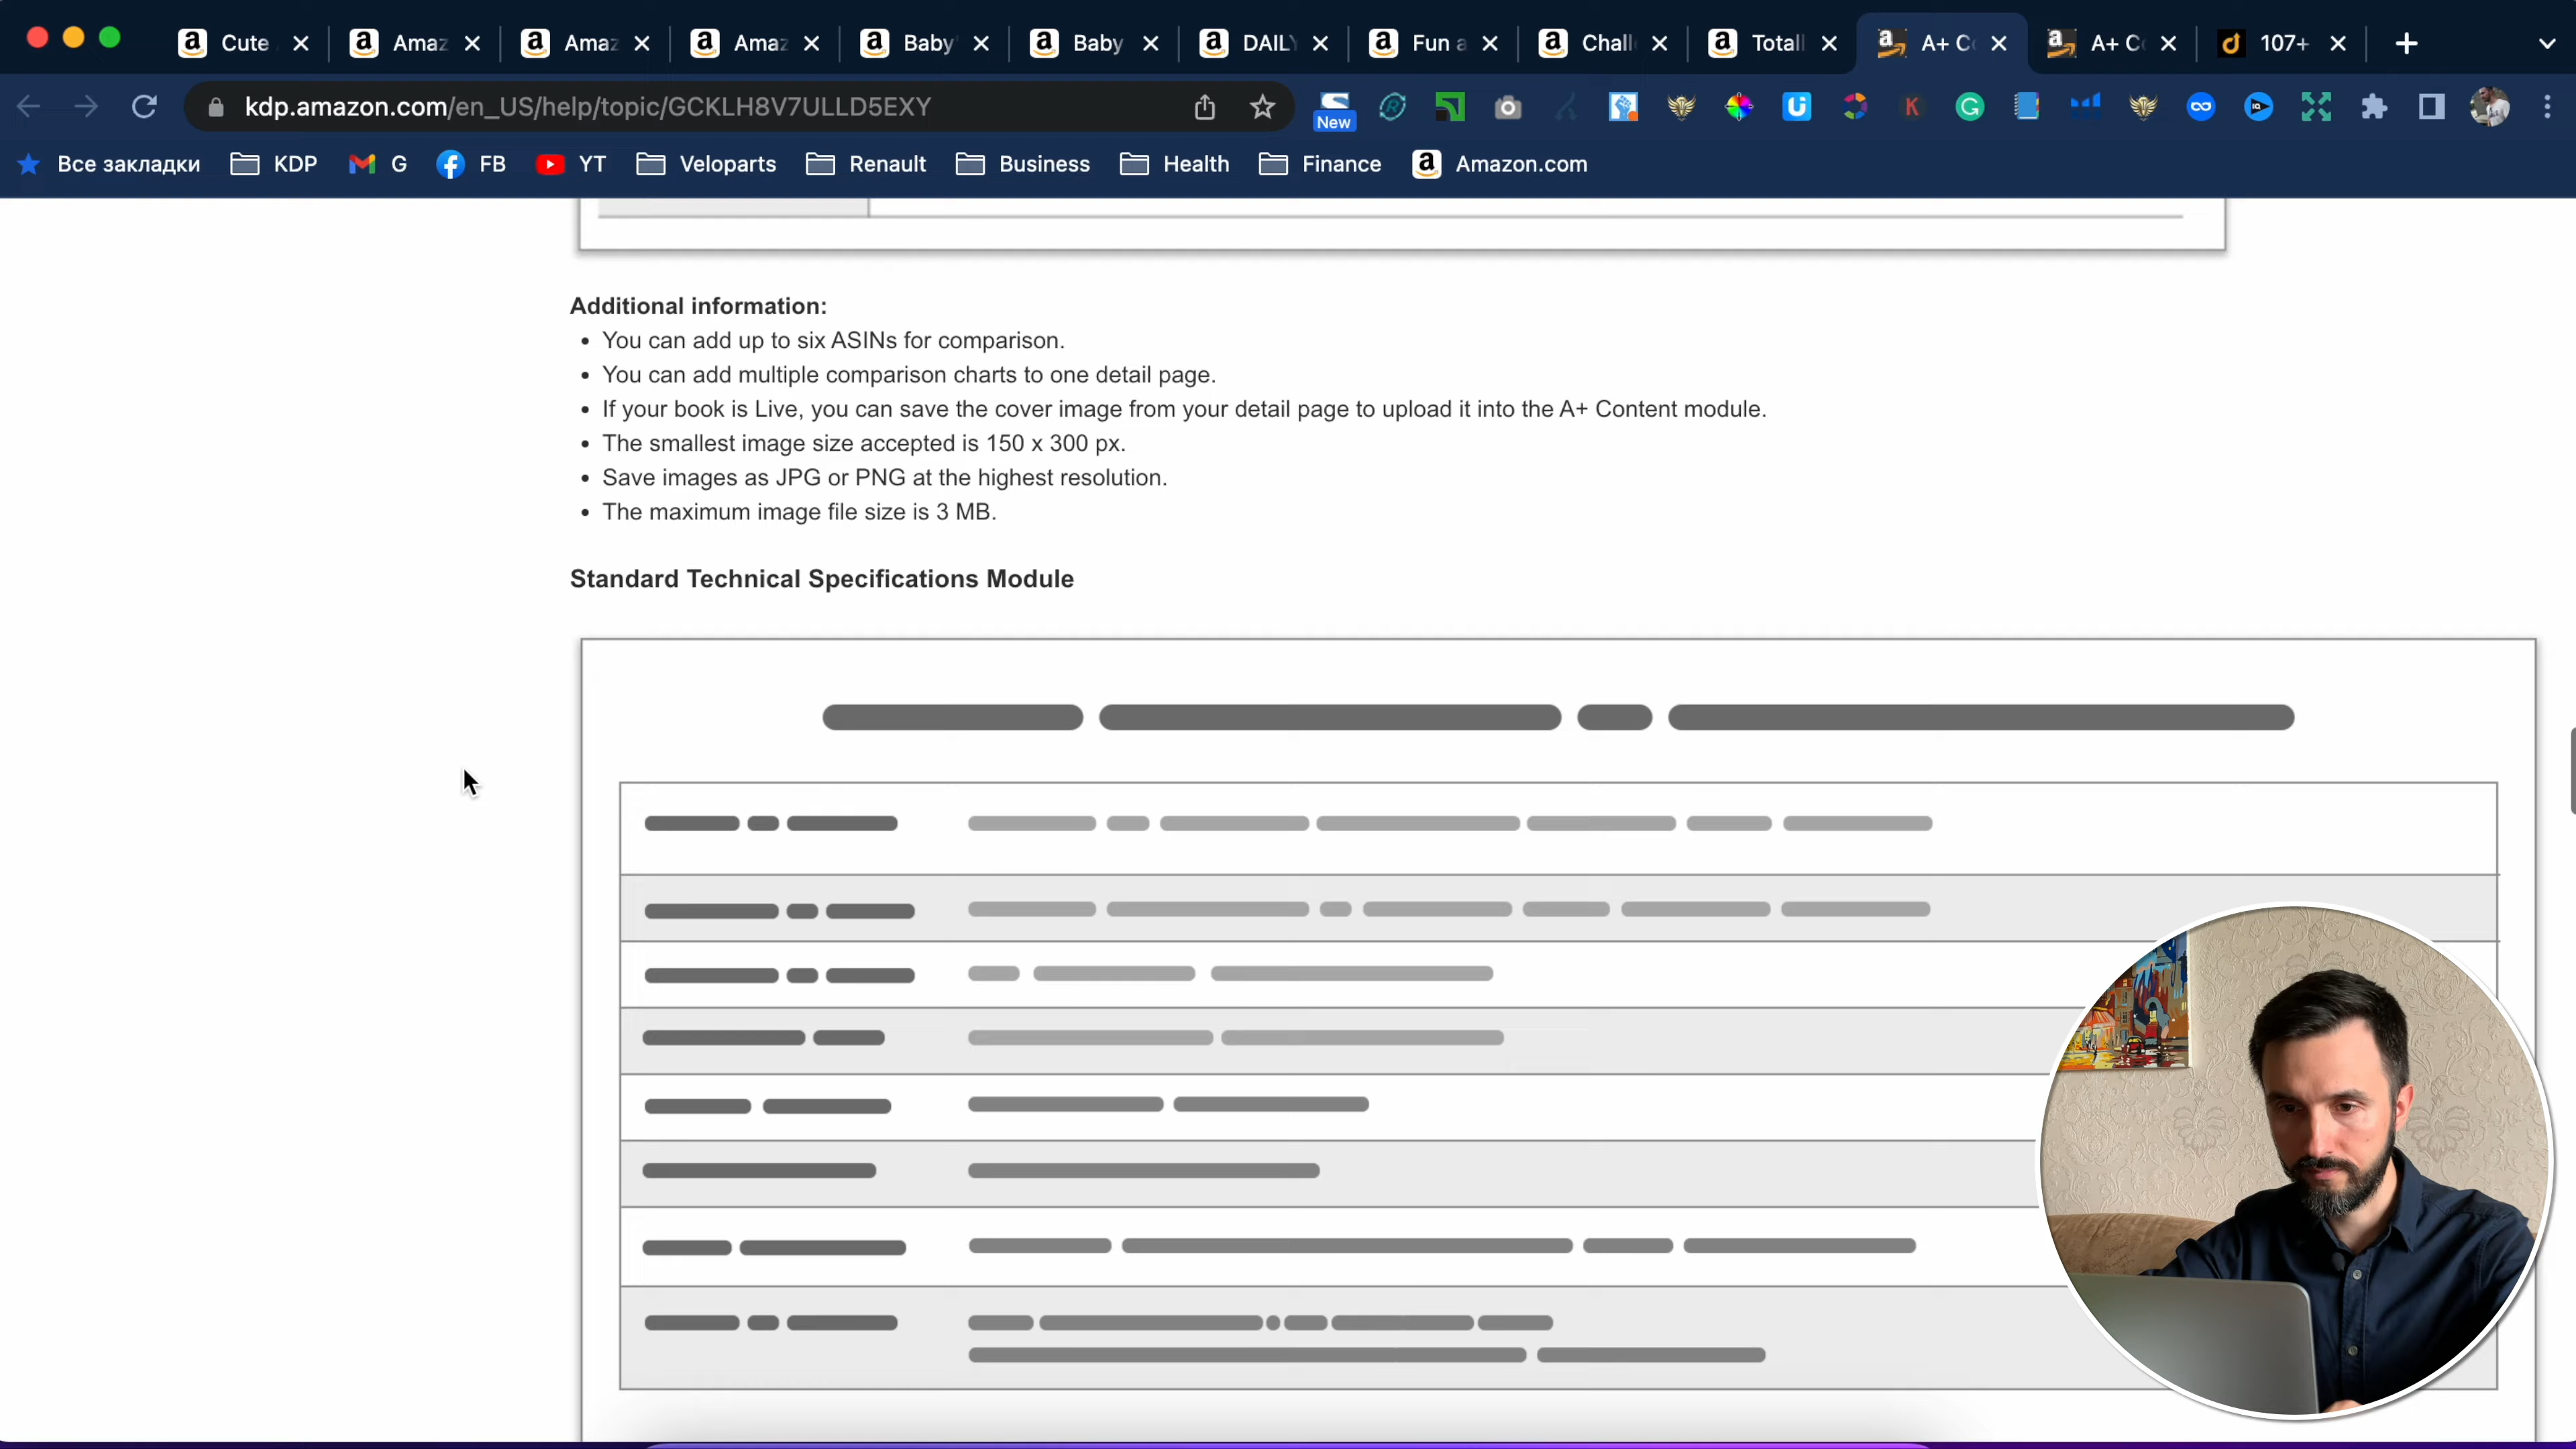 Cute
Amaz
Amaz
Amaz
Baby
Baby
DAILY
Fun a
Chall
Totall
A+ Co
A+ Co
107+
kdp.amazon.com/en_US/help/topic/GCKLH8V7ULLD5EXY
New
Все закладки
KDP
G
FB
YT
Veloparts
Renault
Business
Health
Finance
Amazon.com
Additional information:
• You can add up to six ASINs for comparison.
• You can add multiple comparison charts to one detail page.
• If your book is Live, you can save the cover image from your detail page to upload it into the A+ Content module.
• The smallest image size accepted is 150 x 300 px.
• Save images as JPG or PNG at the highest resolution.
• The maximum image file size is 3 MB.
Standard Technical Specifications Module